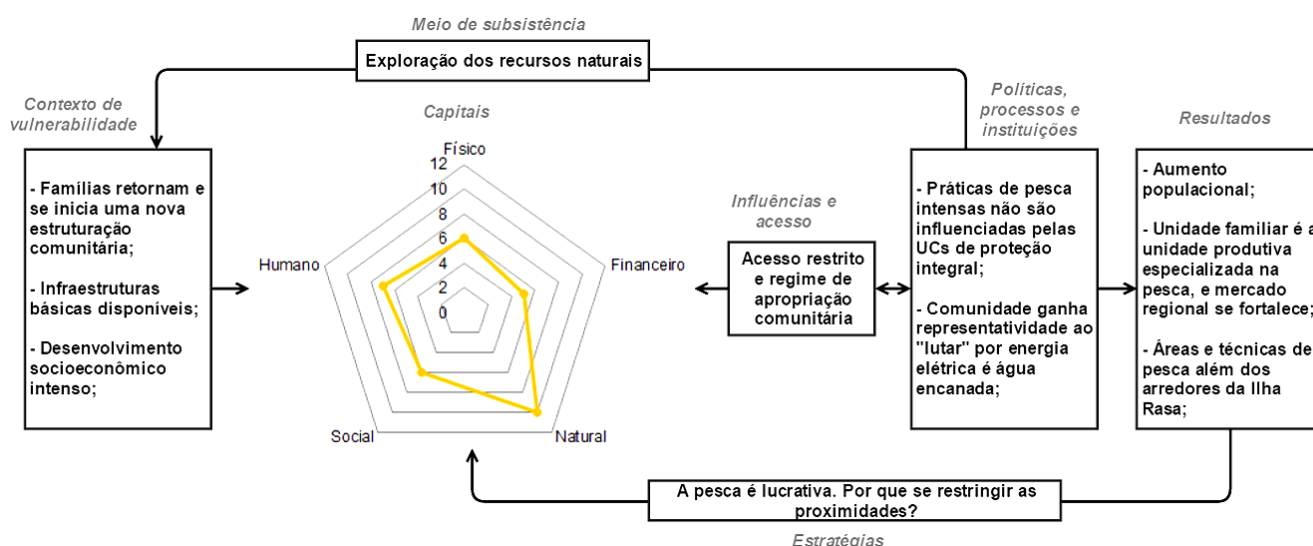 Meio de subsistência
Exploração dos recursos naturais
Contexto de
vulnerabilidade
- Famílias retornam e
se inicia uma nova
estruturação
comunitária;
- Infraestruturas
básicas disponíveis;
- Desenvolvimento
socioeconômico
intenso;
Capitais
Físico
12
10
8
6
4
2
0
Humano
Financeiro
Social
Natural
Influências e
acesso
Acesso restrito
e regime de
apropriação
comunitária
Políticas,
processos e
instituições
- Práticas de pesca
intensas não são
influenciadas pelas
UCs de proteção
integral;
- Comunidade ganha
representatividade ao
"lutar" por energia
elétrica é água
encanada;
Resultados
- Aumento
populacional;
- Unidade familiar é a
unidade produtiva
especializada na
pesca, e mercado
regional se fortalece;
- Áreas e técnicas de
pesca além dos
arredores da Ilha
Rasa;
A pesca é lucrativa. Por que se restringir as
proximidades?
Estratégias